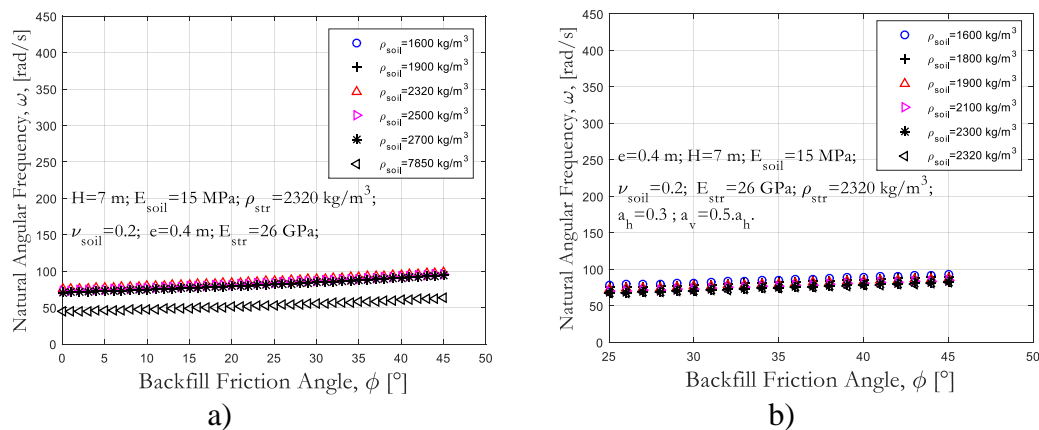 Natural Angular Frequency, ω, [rad/s]
450
400
350
300
250
200
150
100
50
0
ρsoil=1600 kg/m³
ρsoil=1900 kg/m³
ρsoil=2320 kg/m³
ρsoil=2500 kg/m³
ρsoil=2700 kg/m³
ρsoil=7850 kg/m³
H=7 m; Esoil=15 MPa; ρstr=2320 kg/m³;
νsoil=0.2; e=0.4 m; Estr=26 GPa;
0 5 10 15 20 25 30 35 40 45 50
Backfill Friction Angle, ϕ [°]
a)
Natural Angular Frequency, ω, [rad/s]
450
400
350
300
250
200
150
100
50
0
ρsoil=1600 kg/m³
ρsoil=1800 kg/m³
ρsoil=1900 kg/m³
ρsoil=2100 kg/m³
ρsoil=2300 kg/m³
ρsoil=2320 kg/m³
e=0.4 m; H=7 m; Esoil=15 MPa;
νsoil=0.2; Estr=26 GPa; ρstr=2320 kg/m³;
ah=0.3 ; av=0.5.ah.
25 30 35 40 45 50
Backfill Friction Angle, ϕ [°]
b)